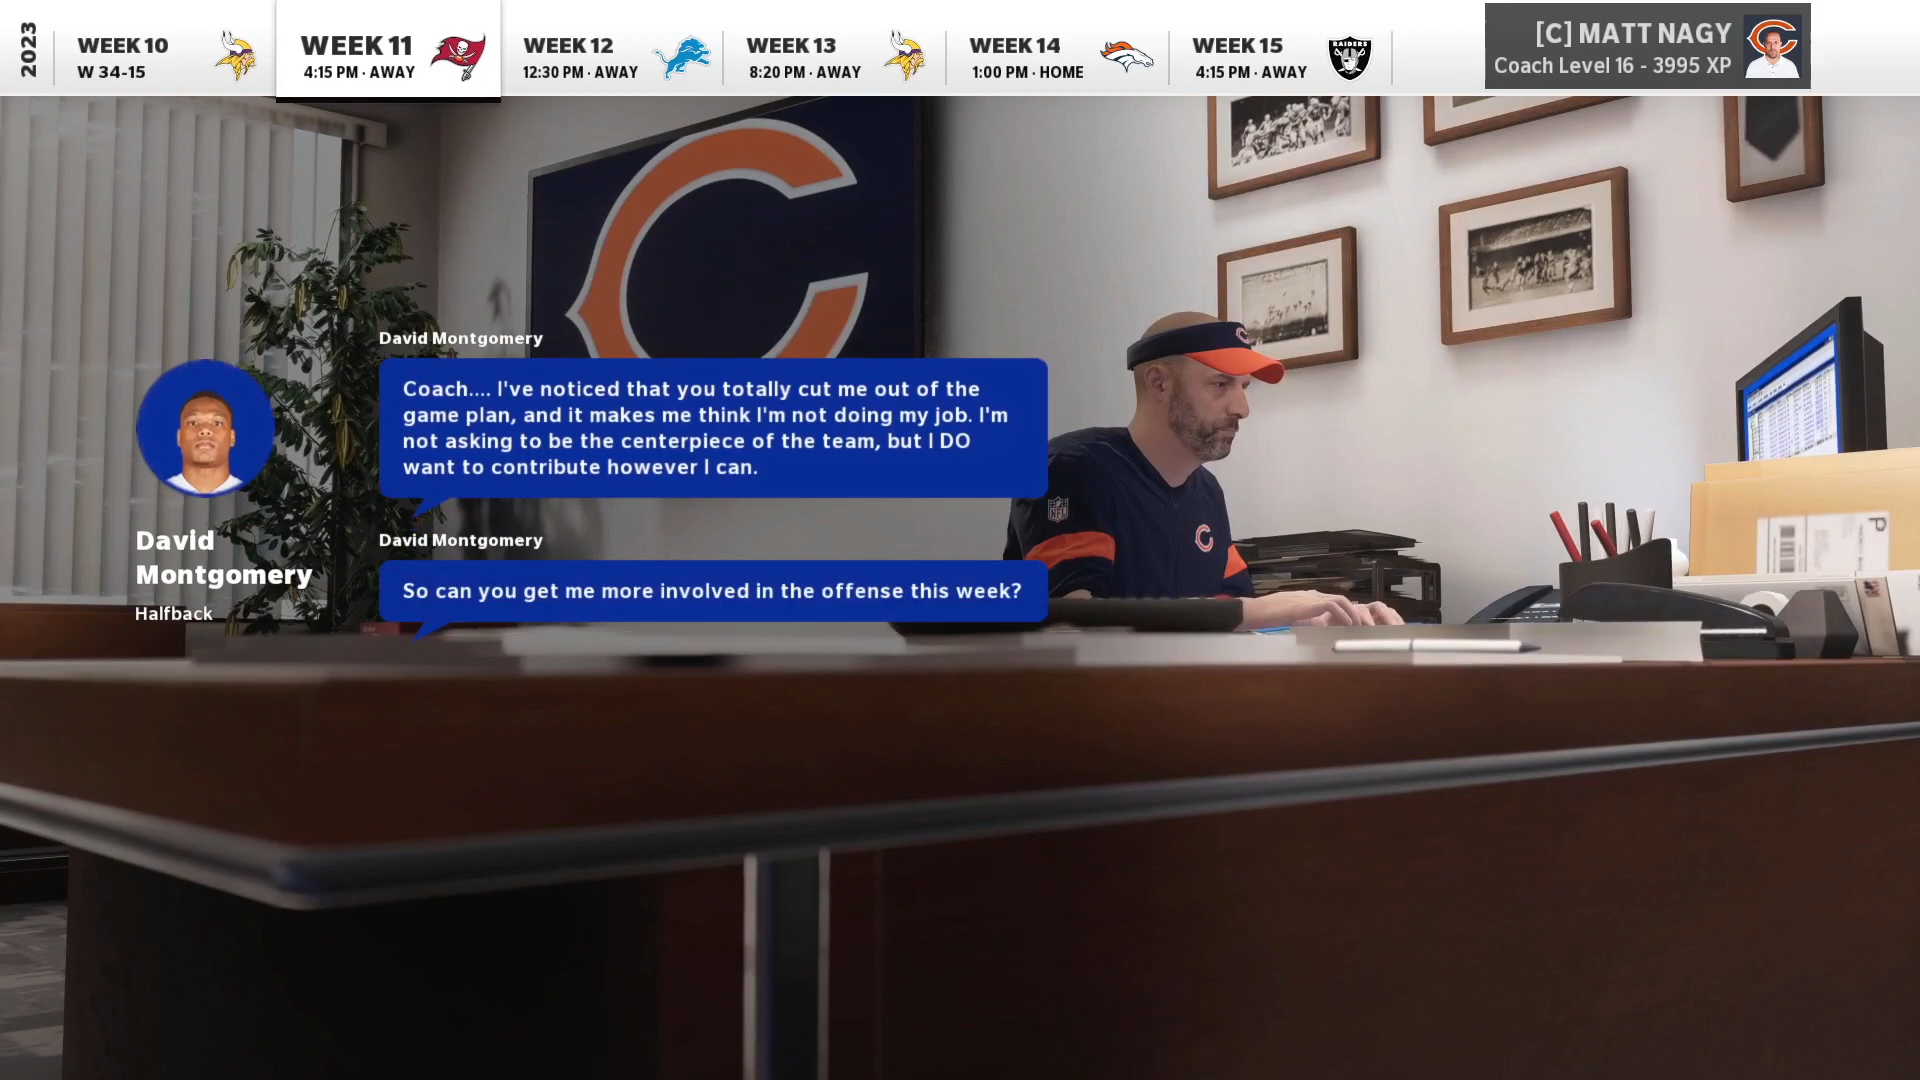 2023
WEEK 10
W 34-15
WEEK 11
4:15 PM · AWAY
WEEK 12
12:30 PM · AWAY
WEEK 13
8:20 PM · AWAY
WEEK 14
1:00 PM · HOME
WEEK 15
4:15 PM · AWAY
RAIDERS
[C] MATT NAGY
Coach Level 16 - 3995 XP
David Montgomery
Coach.... I've noticed that you totally cut me out of the
game plan, and it makes me think I'm not doing my job. I'm
not asking to be the centerpiece of the team, but I DO
want to contribute however I can.
David
Montgomery
Halfback
David Montgomery
So can you get me more involved in the offense this week?
NFL
P